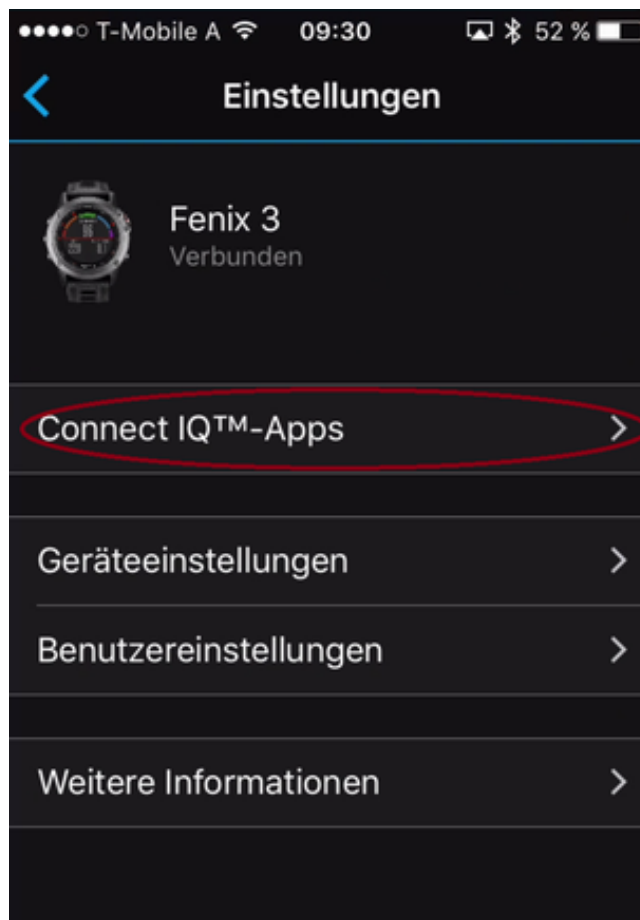 T-Mobile A 09:30 52 %
Einstellungen
Fenix 3
Verbunden
Connect IQ™-Apps
Geräteeinstellungen
Benutzereinstellungen
Weitere Informationen